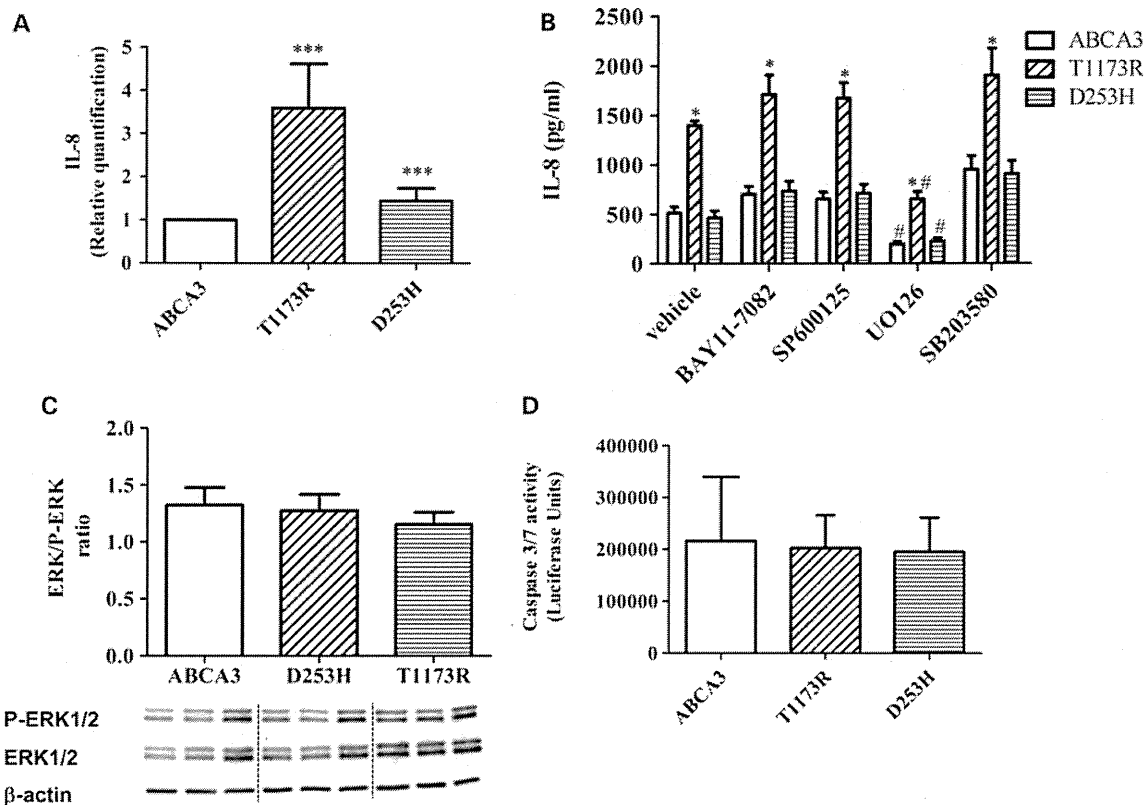 A
IL-8
(Relative quantification)
5
4
3
2
1
0
***
***
ABCA3
T1173R
D253H
B
IL-8 (pg/ml)
2500
2000
1500
1000
500
0
*
*
*
*#
#
#
*
vehicle
BAY11-7082
SP600125
UO126
SB203580
ABCA3
T1173R
D253H
C
ERK/P-ERK
ratio
2.0
1.5
1.0
0.5
0.0
ABCA3
D253H
T1173R
P-ERK1/2
ERK1/2
β-actin
D
Caspase 3/7 activity
(Luciferase Units)
400000
300000
200000
100000
0
ABCA3
T1173R
D253H